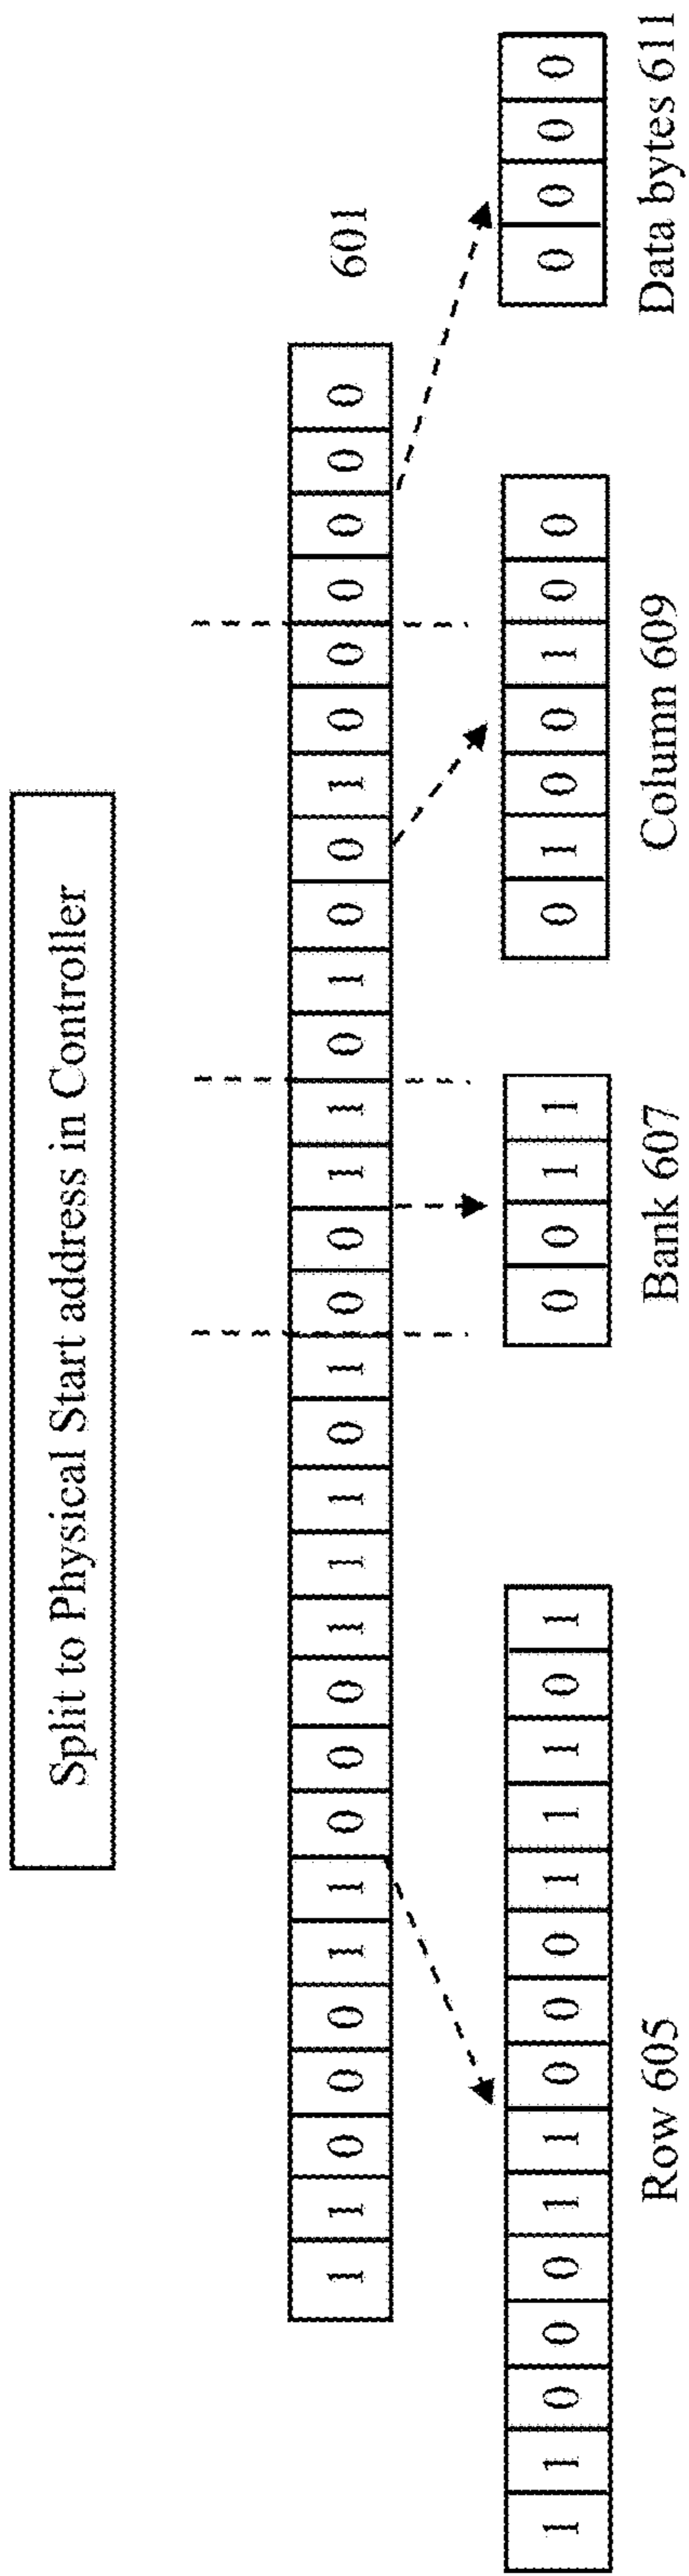 Split to Physical Start address in Controller
1 1 0 0 0 1 1 0 0 0 1 1 1 0 1 0 0 1 1 0 1 0 0 1 0 0 0 0 0 0 601
1 1 0 0 0 1 1 0 0 0 1 1 1 0 1 0 0 1 1 0 1 0 0 1 0 0 0 0 0 0
Row 605 Bank 607 Column 609 Data bytes 611